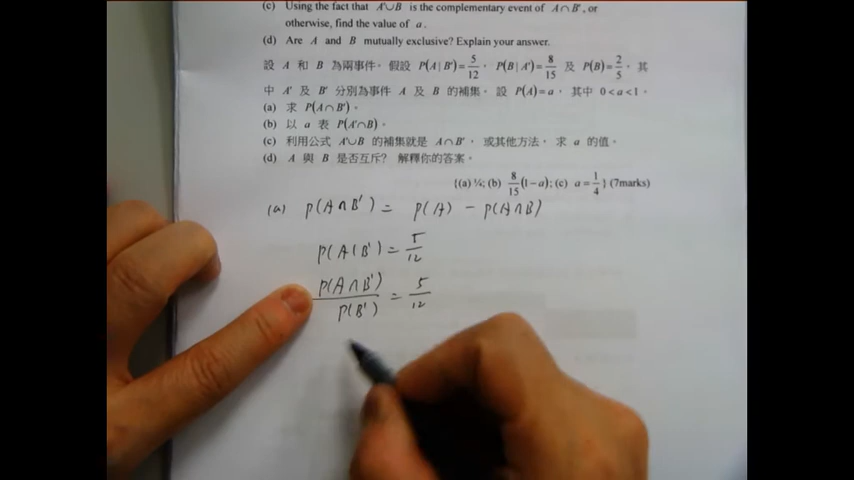 (c) Using the fact that A'∪B is the complementary event of A∩B', or
otherwise, find the value of a.
(d) Are A and B mutually exclusive? Explain your answer.
設 A 和 B 為兩事件。假設 P(A|B')=5/12，P(B|A')=8/15 及 P(B)=2/5，其
中 A' 及 B' 分別為事件 A 及 B 的補集。設 P(A)=a，其中 0<a<1。
(a) 求 P(A∩B')。
(b) 以 a 表 P(A'∩B)。
(c) 利用公式 A'∪B 的補集就是 A∩B'，或其他方法，求 a 的值。
(d) A 與 B 是否互斥？解釋你的答案。
{(a) ¼; (b) 8/15(1-a); (c) a=1/4} (7marks)
(a) P(A∩B') = P(A) - P(A∩B)
P(A|B') = 5/12
P(A∩B')/P(B') = 5/12